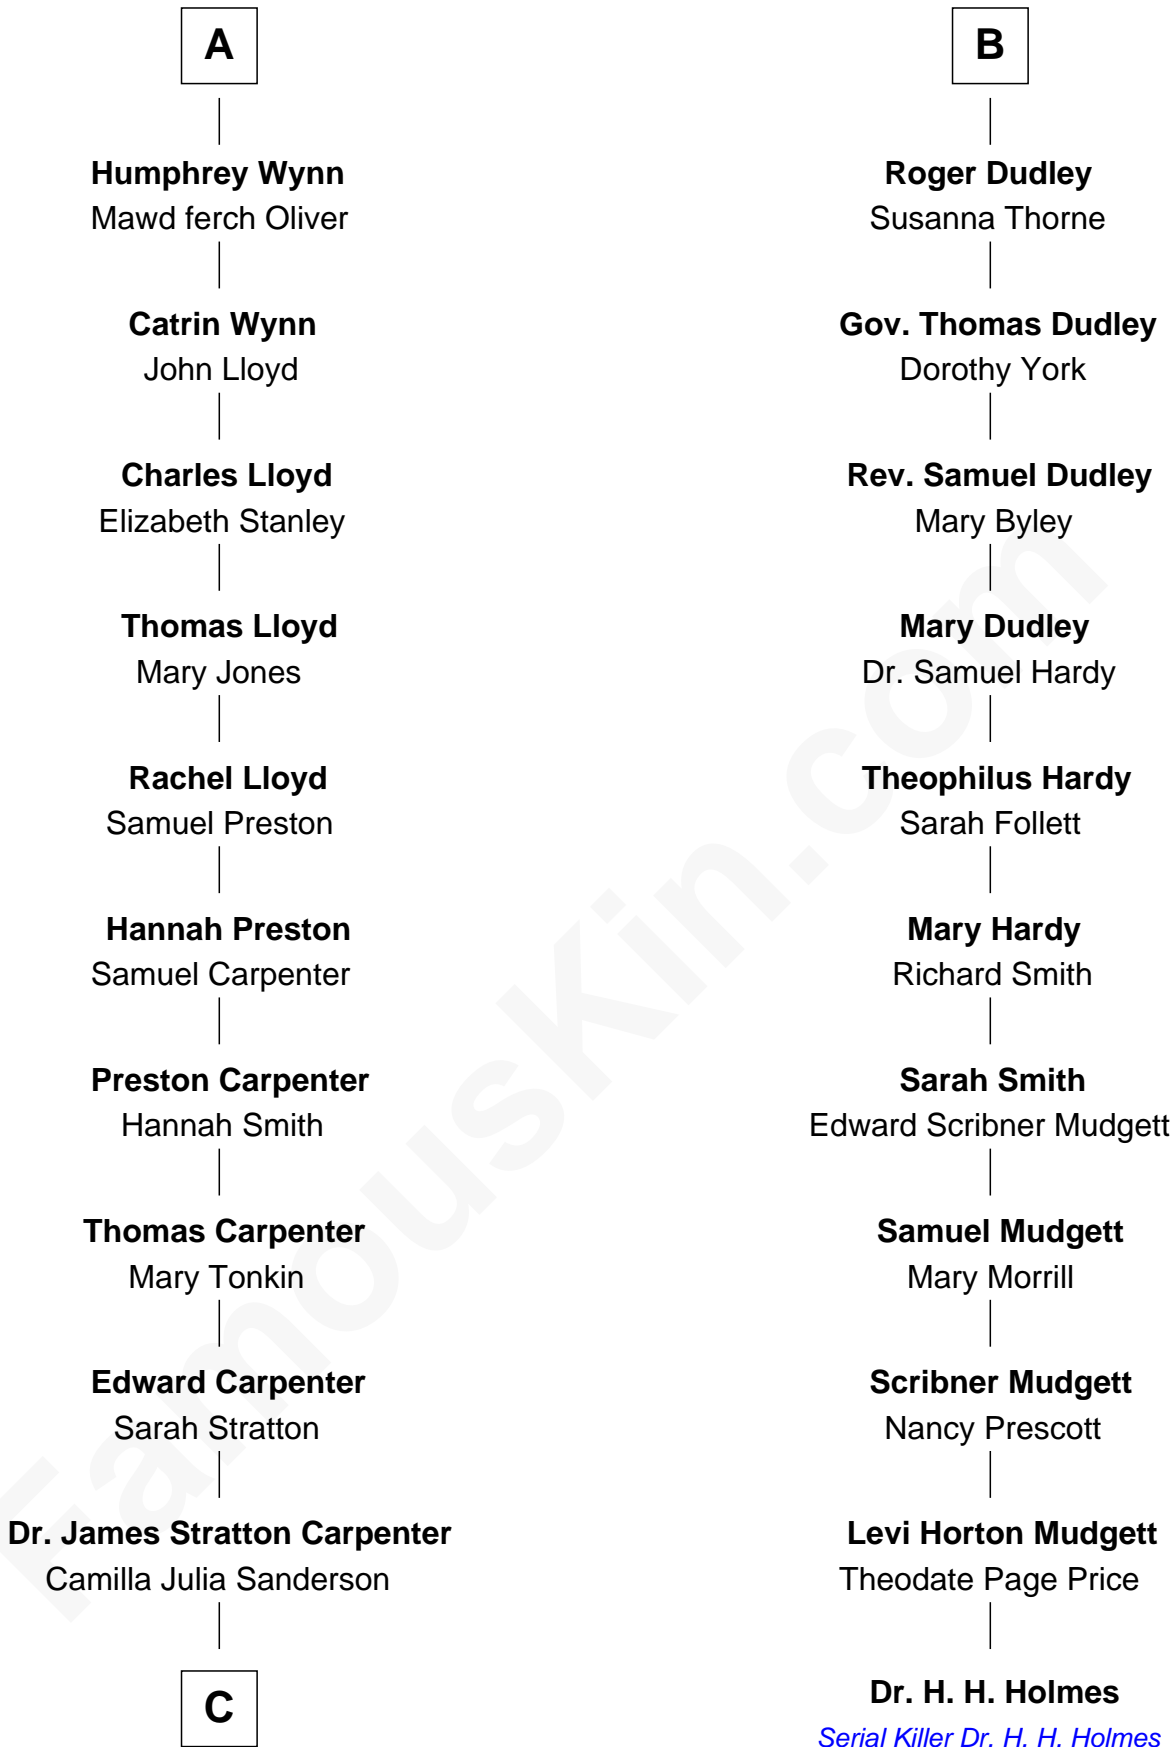 A
Humphrey Wynn
Mawd ferch Oliver
Catrin Wynn
John Lloyd
Charles Lloyd
Elizabeth Stanley
Thomas Lloyd
Mary Jones
Rachel Lloyd
Samuel Preston
Hannah Preston
Samuel Carpenter
Preston Carpenter
Hannah Smith
Thomas Carpenter
Mary Tonkin
Edward Carpenter
Sarah Stratton
Dr. James Stratton Carpenter
Camilla Julia Sanderson
C
B
Roger Dudley
Susanna Thorne
Gov. Thomas Dudley
Dorothy York
Rev. Samuel Dudley
Mary Byley
Mary Dudley
Dr. Samuel Hardy
Theophilus Hardy
Sarah Follett
Mary Hardy
Richard Smith
Sarah Smith
Edward Scribner Mudgett
Samuel Mudgett
Mary Morrill
Scribner Mudgett
Nancy Prescott
Levi Horton Mudgett
Theodate Page Price
Dr. H. H. Holmes
Serial Killer Dr. H. H. Holmes
FamousKin.com